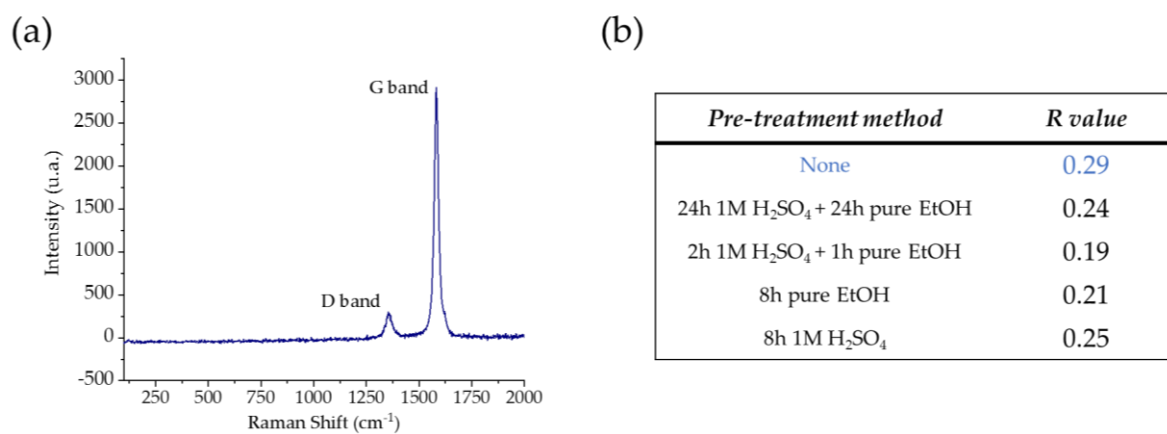 (a)
(b)
3000
2500
2000
1500
1000
500
0
-500
Intensity (u.a.)
G band
D band
250
500
750
1000
1250
1500
1750
2000
Raman Shift (cm⁻¹)
Pre-treatment method R value
None 0.29
24h 1M H₂SO₄ + 24h pure EtOH 0.24
2h 1M H₂SO₄ + 1h pure EtOH 0.19
8h pure EtOH 0.21
8h 1M H₂SO₄ 0.25